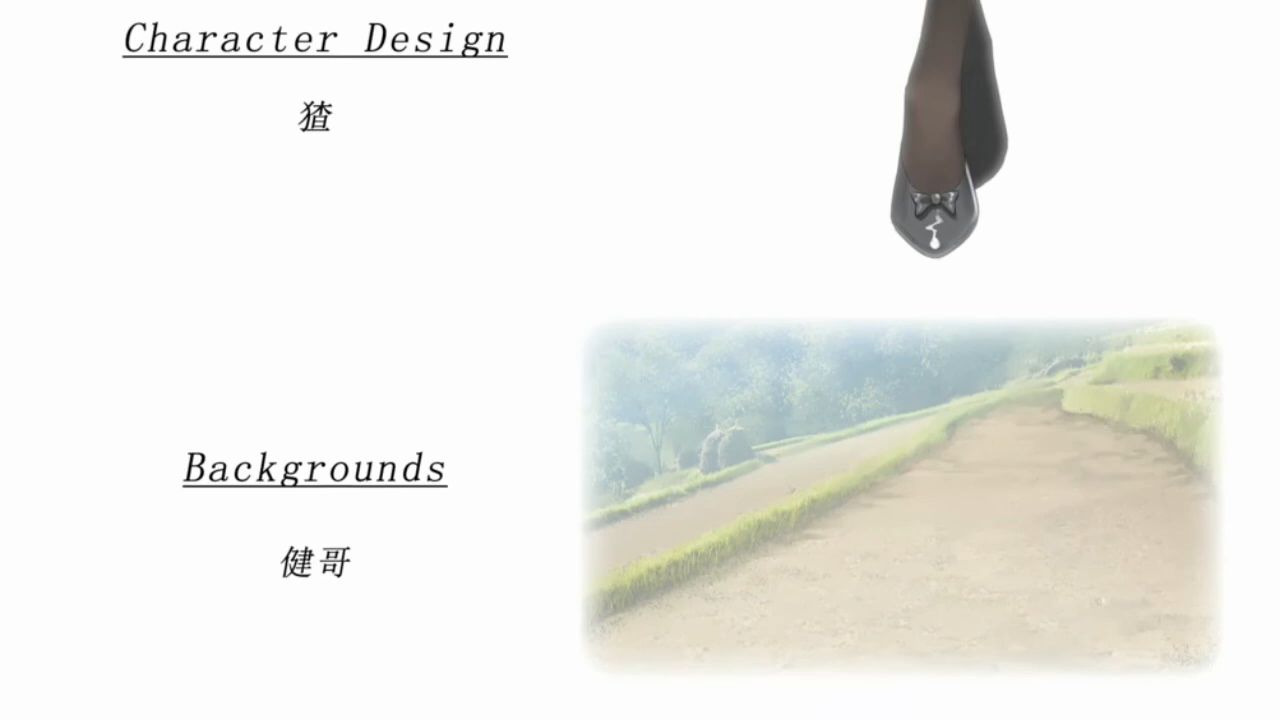 Character Design
猹
Backgrounds
健哥